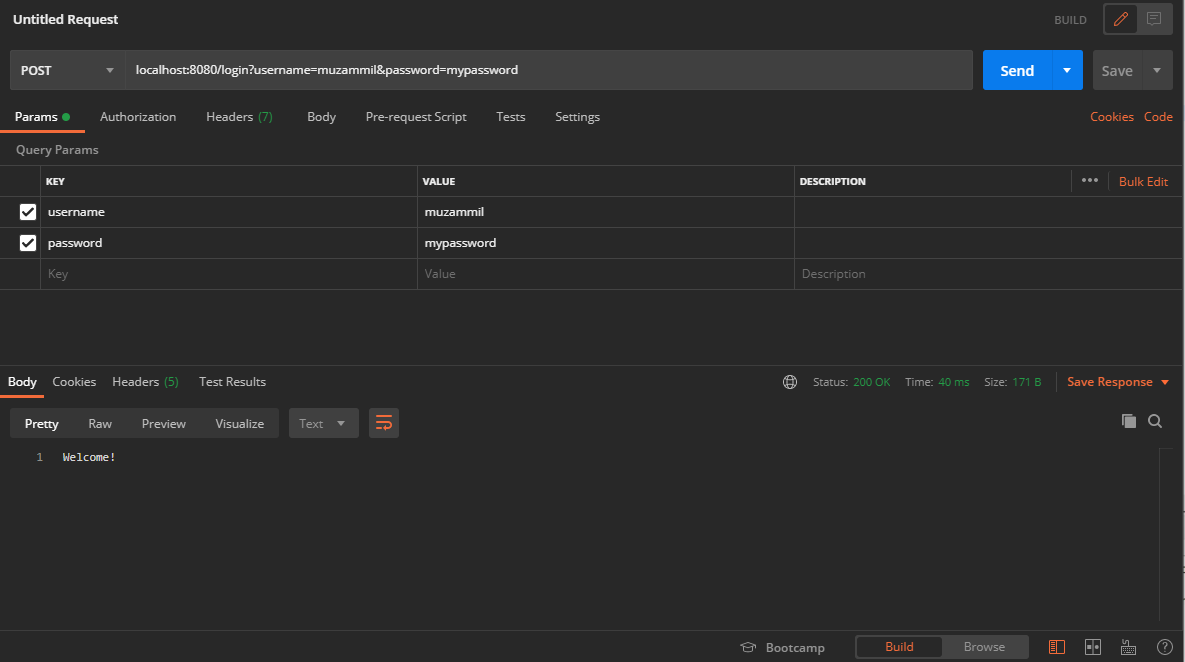 Untitled Request BUILD
POST localhost:8080/login?username=muzammil&password=mypassword Send Save
Params Authorization Headers (7) Body Pre-request Script Tests Settings Cookies Code
Query Params
KEY VALUE DESCRIPTION ••• Bulk Edit
username muzammil
password mypassword
Key Value Description
Body Cookies Headers (5) Test Results Status: 200 OK Time: 40 ms Size: 171 B Save Response
Pretty Raw Preview Visualize Text
1 Welcome!
Bootcamp Build Browse